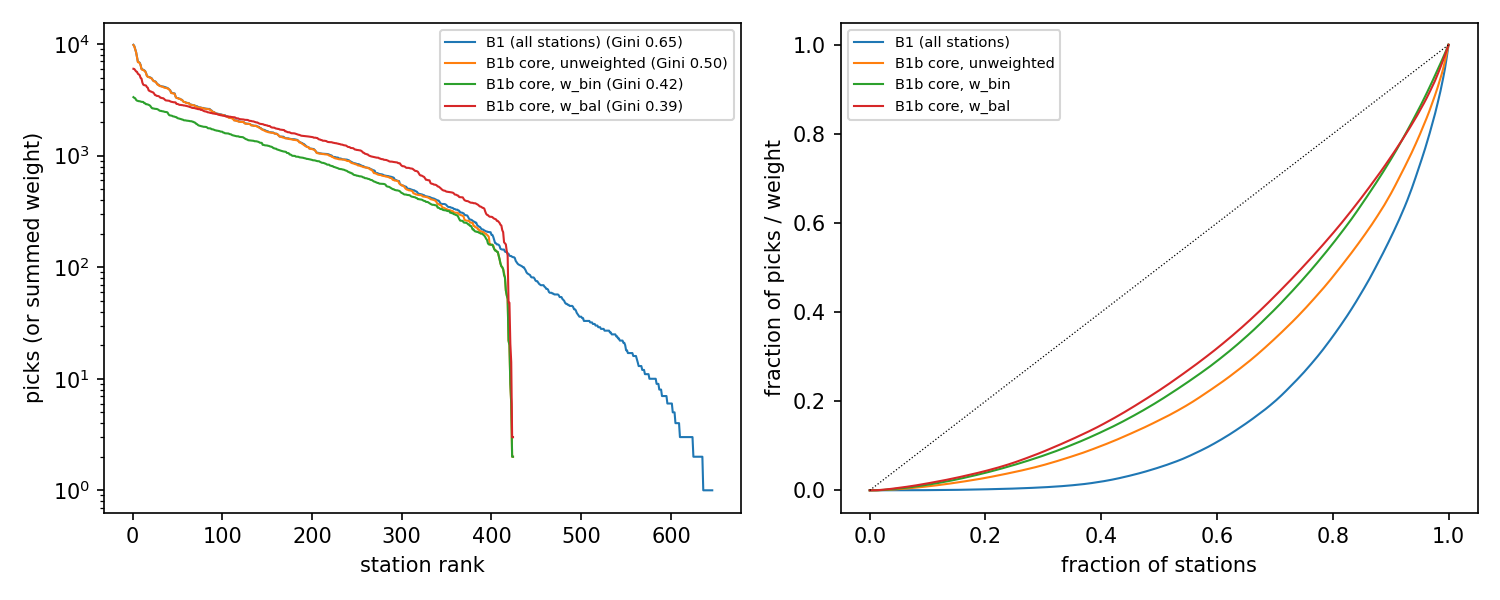 10⁴
10³
10²
10¹
10⁰
picks (or summed weight)
0 100 200 300 400 500 600
station rank
B1 (all stations) (Gini 0.65)
B1b core, unweighted (Gini 0.50)
B1b core, w_bin (Gini 0.42)
B1b core, w_bal (Gini 0.39)
1.0
0.8
0.6
0.4
0.2
0.0
fraction of picks / weight
0.0 0.2 0.4 0.6 0.8 1.0
fraction of stations
B1 (all stations)
B1b core, unweighted
B1b core, w_bin
B1b core, w_bal